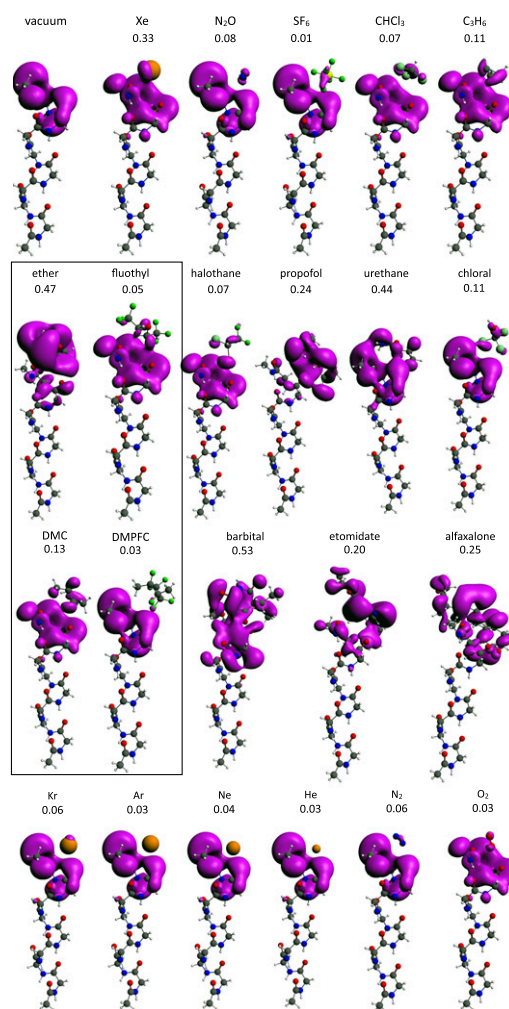 vacuum Xe N₂O SF₆ CHCl₃ C₃H₆
0.33 0.08 0.01 0.07 0.11
ether fluothyl halothane propofol urethane chloral
0.47 0.05 0.07 0.24 0.44 0.11
DMC DMPFC barbital etomidate alfaxalone
0.13 0.03 0.53 0.20 0.25
Kr Ar Ne He N₂ O₂
0.06 0.03 0.04 0.03 0.06 0.03